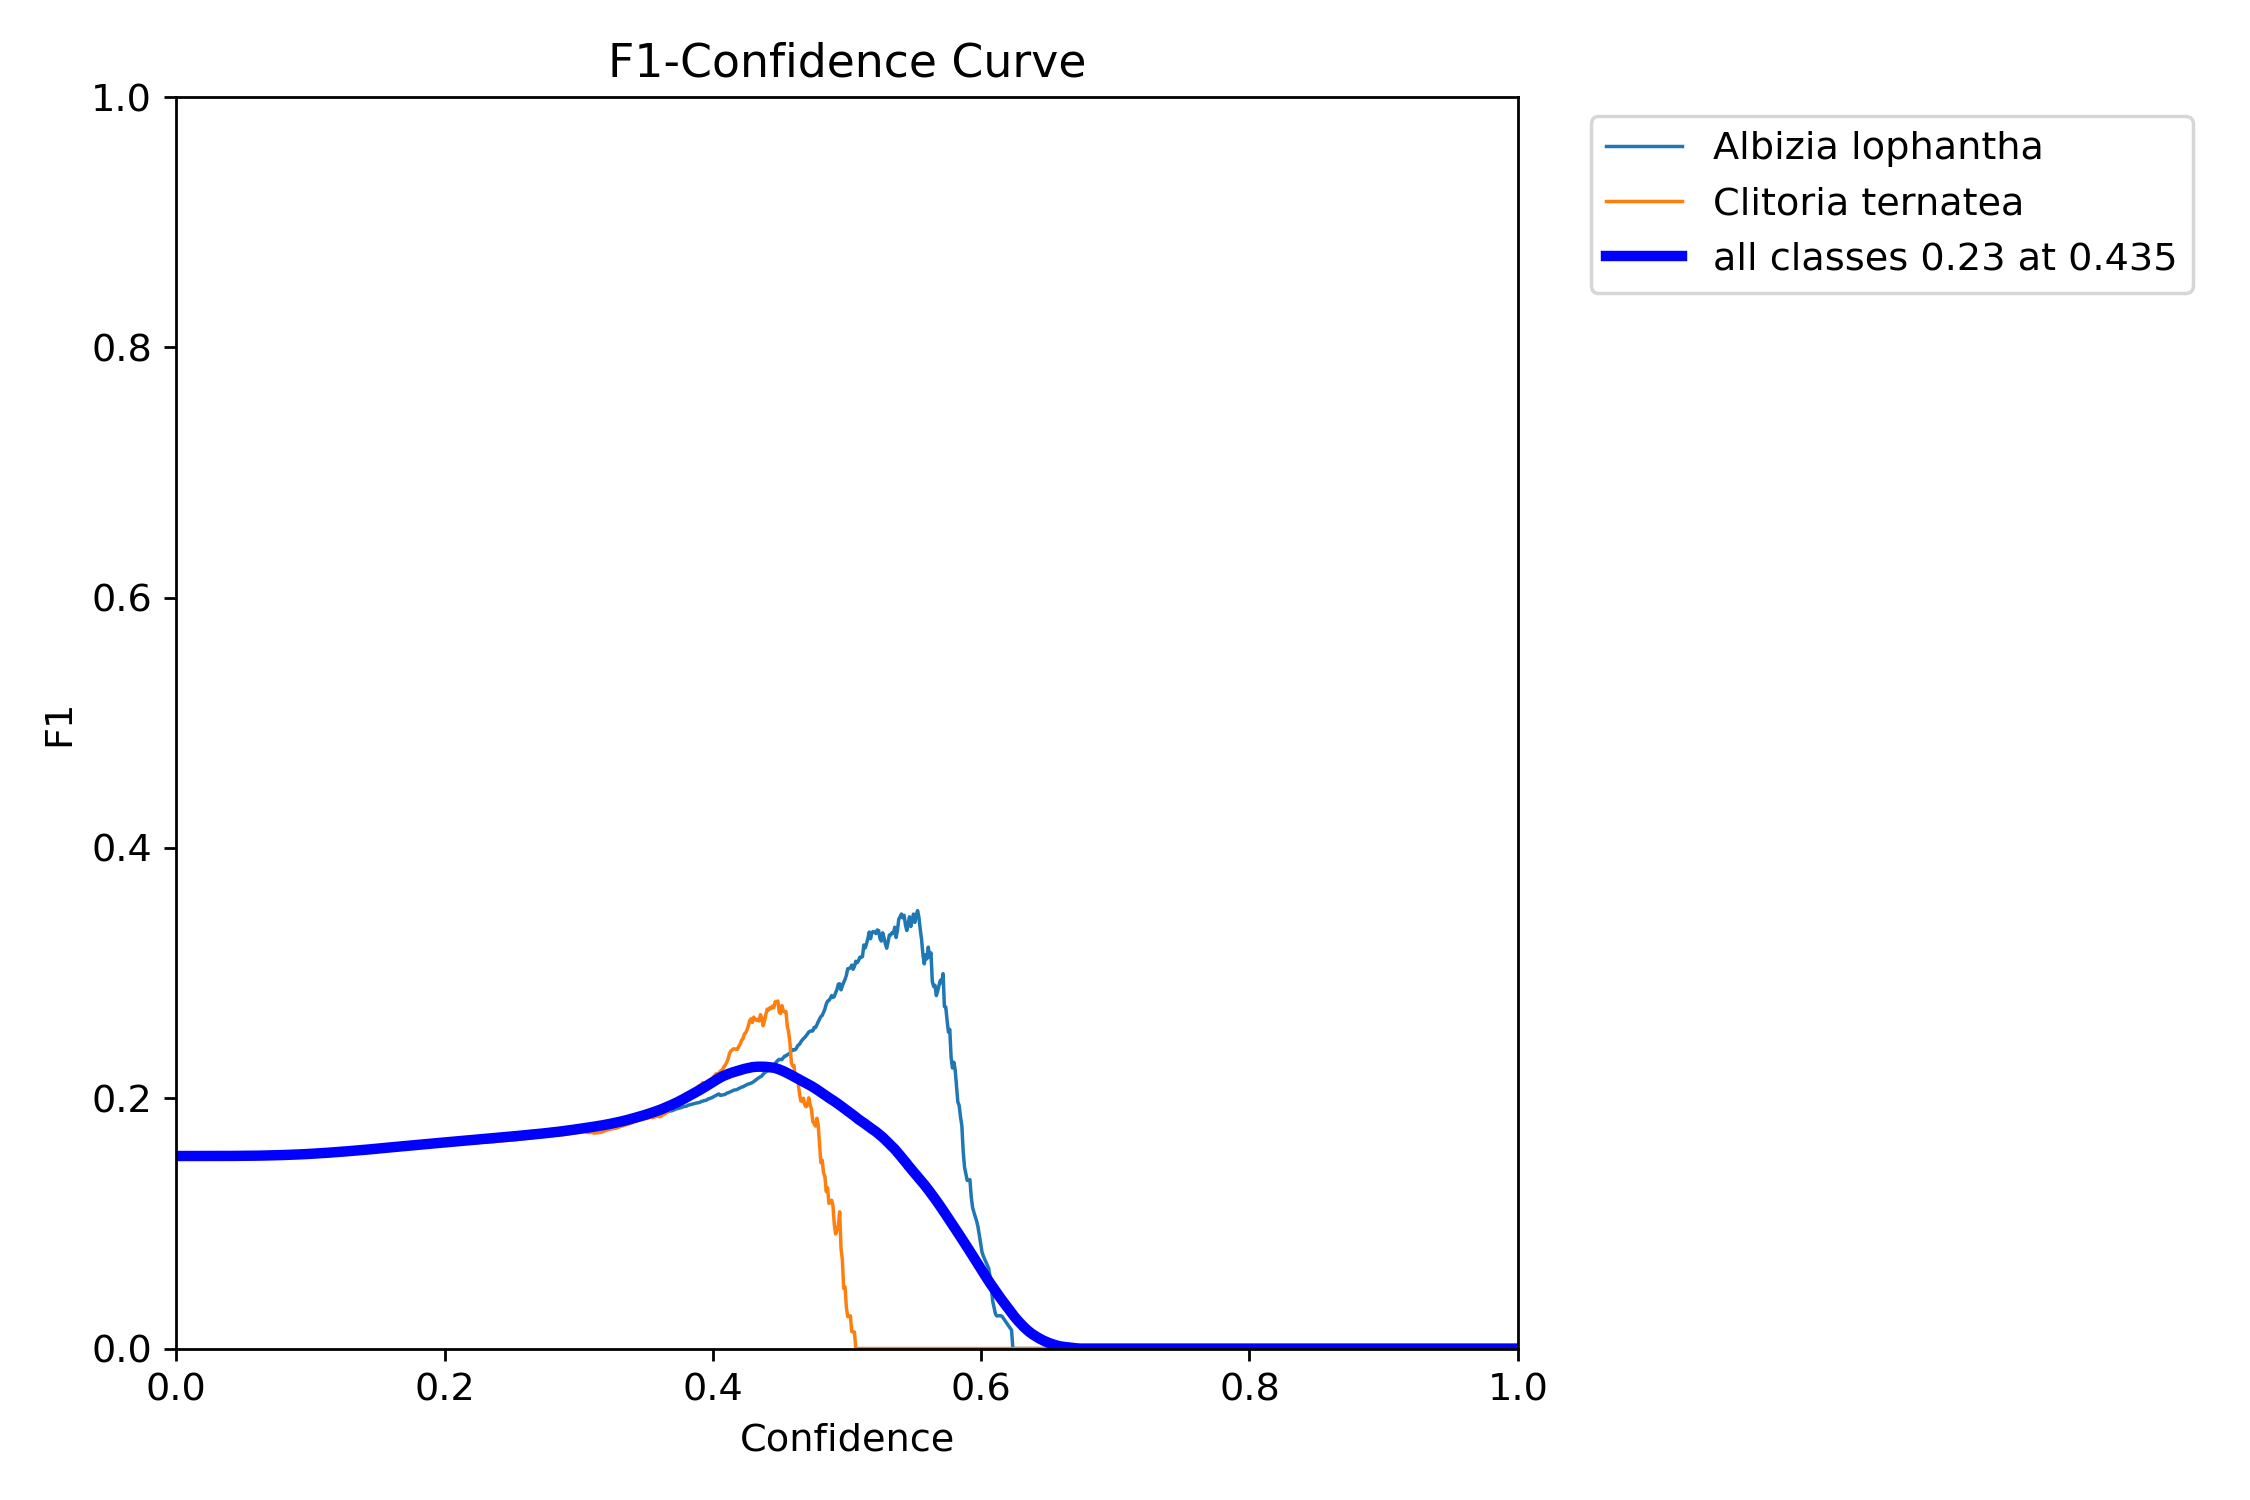 F1-Confidence Curve
1.0
0.8
0.6
0.4
0.2
0.0
F1
0.0 0.2 0.4 0.6 0.8 1.0
Confidence
Albizia lophantha
Clitoria ternatea
all classes 0.23 at 0.435